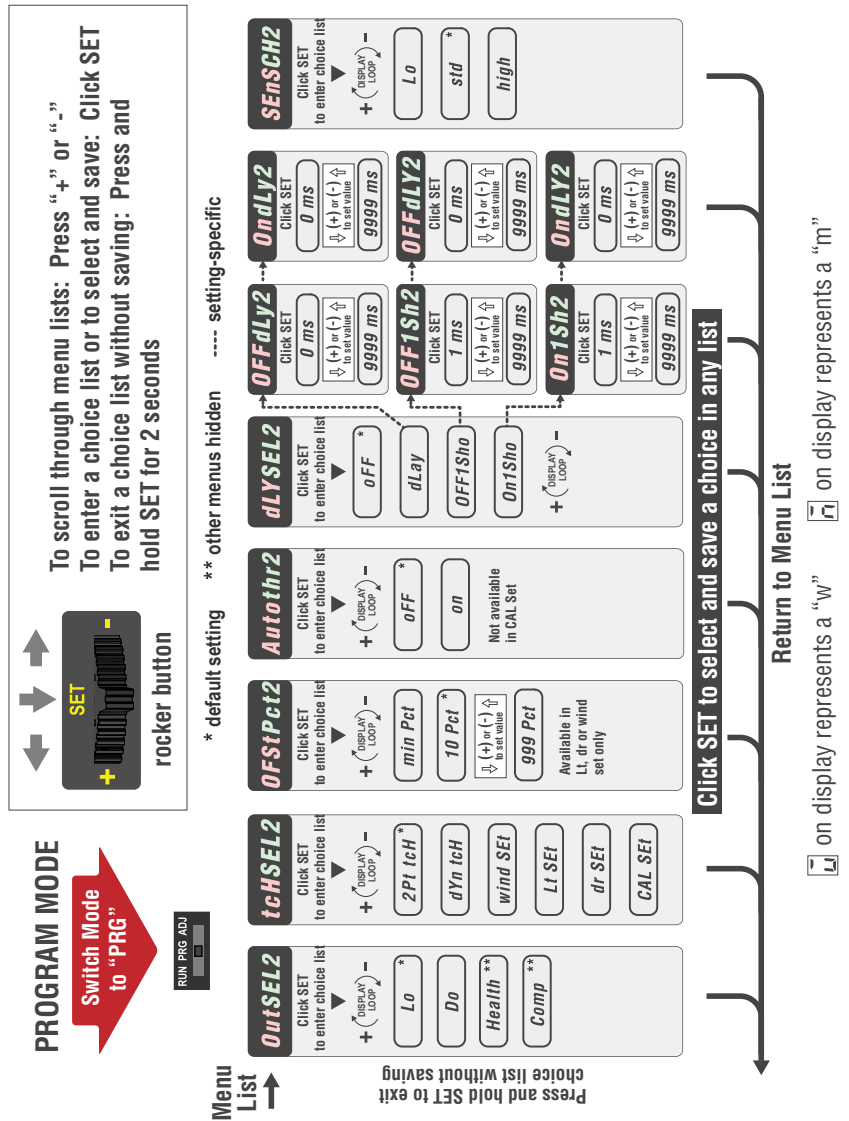 PROGRAM MODE
Switch Mode
to “PRG”
RUN PRG ADJ
+ SET -
rocker button
To scroll through menu lists: Press “+” or “-”
To enter a choice list or to select and save: Click SET
To exit a choice list without saving: Press and
hold SET for 2 seconds
* default setting ** other menus hidden ---- setting-specific
Menu
List
Press and hold SET to exit
choice list without saving
OutSEL2
Click SET
to enter choice list
+ (DISPLAY LOOP) -
Lo *
Do
Health **
Comp **
tcHSEL2
Click SET
to enter choice list
+ (DISPLAY LOOP) -
2Pt tcH *
dYn tcH
wind SEt
Lt SEt
dr SEt
CAL SEt
OFStPct2
Click SET
to enter choice list
+ (DISPLAY LOOP) -
min Pct
10 Pct *
(+) or (-)
to set value
999 Pct
Available in
Lt, dr or wind
set only
Autothr2
Click SET
to enter choice list
+ (DISPLAY LOOP) -
oFF *
on
Not available
in CAL Set
dLYSEL2
Click SET
to enter choice list
oFF *
dLay
OFF1Sho
On1Sho
+ (DISPLAY LOOP) -
OFFdLy2
Click SET
0 ms
(+) or (-)
to set value
9999 ms
OndLy2
Click SET
0 ms
(+) or (-)
to set value
9999 ms
OFF1Sh2
Click SET
1 ms
(+) or (-)
to set value
9999 ms
OFFdLY2
Click SET
0 ms
(+) or (-)
to set value
9999 ms
On1Sh2
Click SET
1 ms
(+) or (-)
to set value
9999 ms
OndLY2
Click SET
0 ms
(+) or (-)
to set value
9999 ms
SEnSCH2
Click SET
to enter choice list
+ (DISPLAY LOOP) -
Lo
std *
high
Click SET to select and save a choice in any list
Return to Menu List
on display represents a “w”
on display represents a “m”